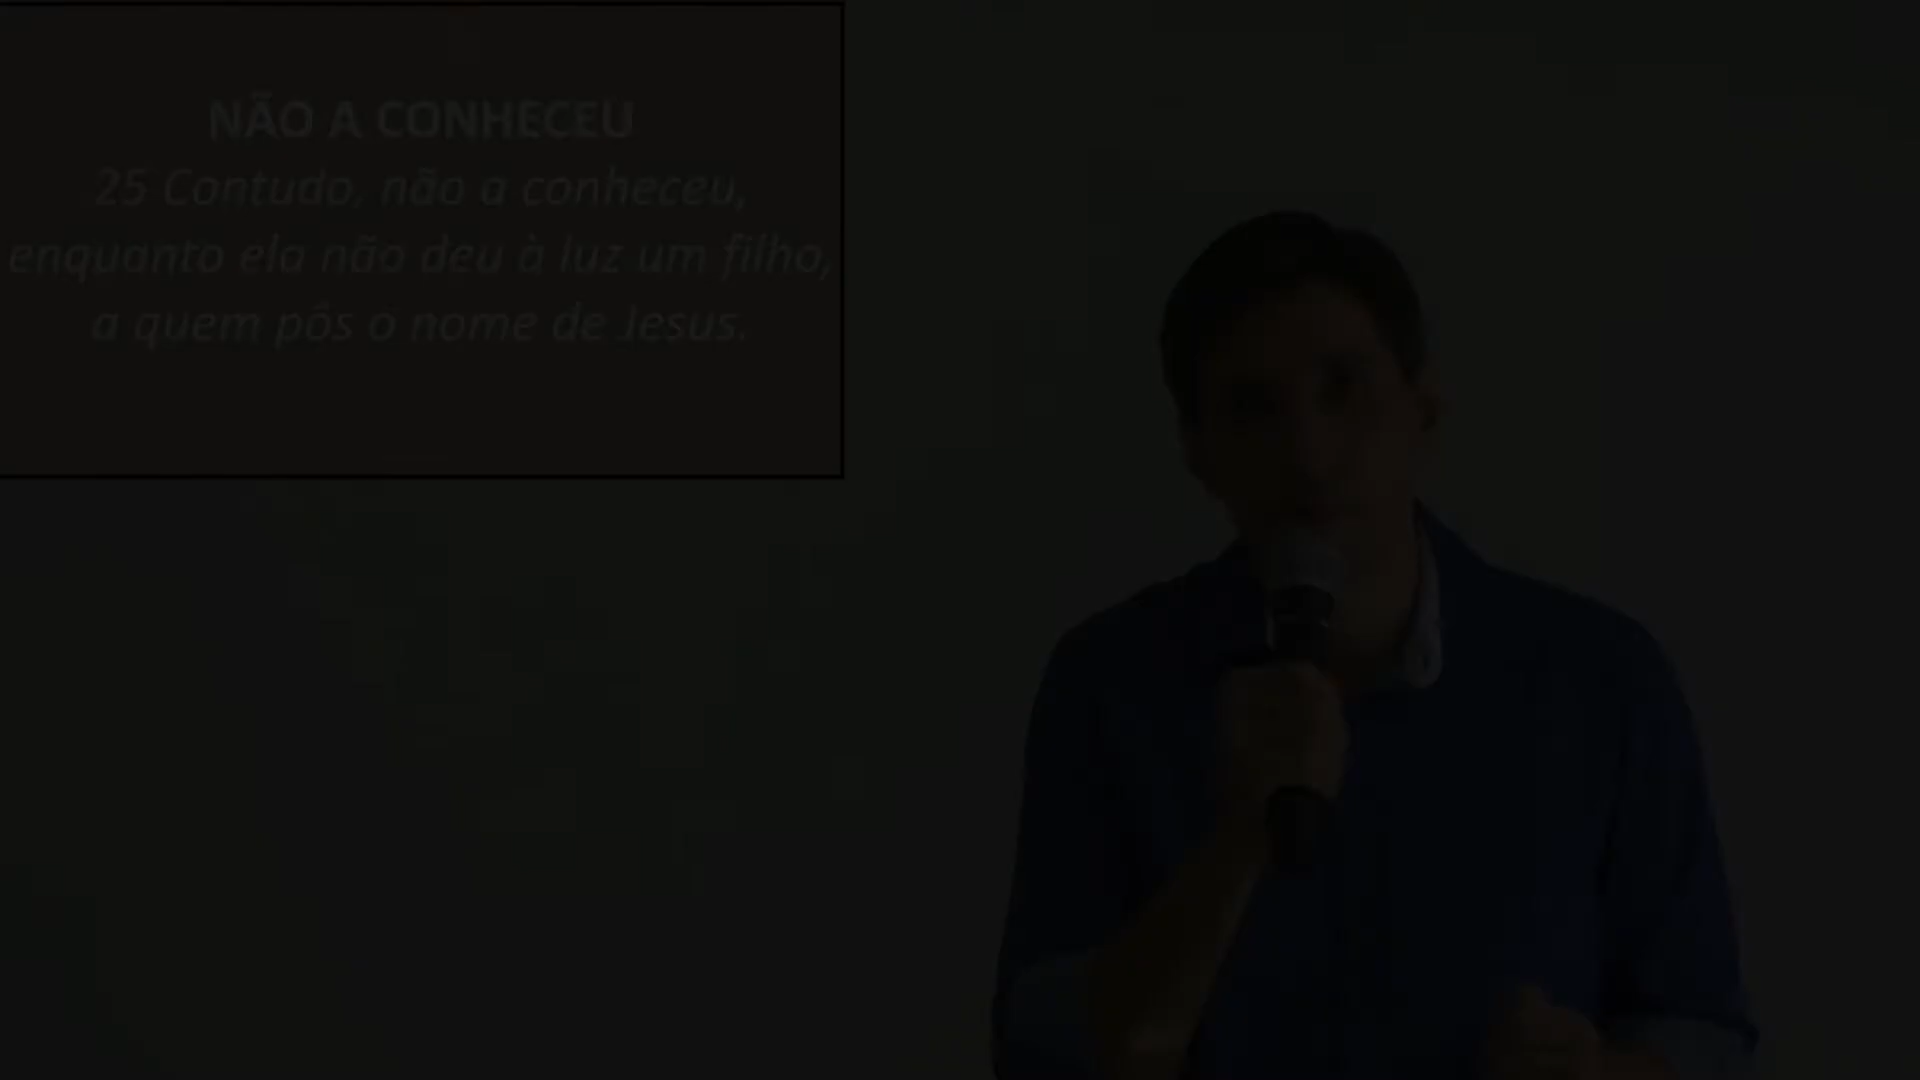 NÃO A CONHECEU
25 Contudo, não a conheceu,
enquanto ela não deu à luz um filho,
a quem pôs o nome de Jesus.